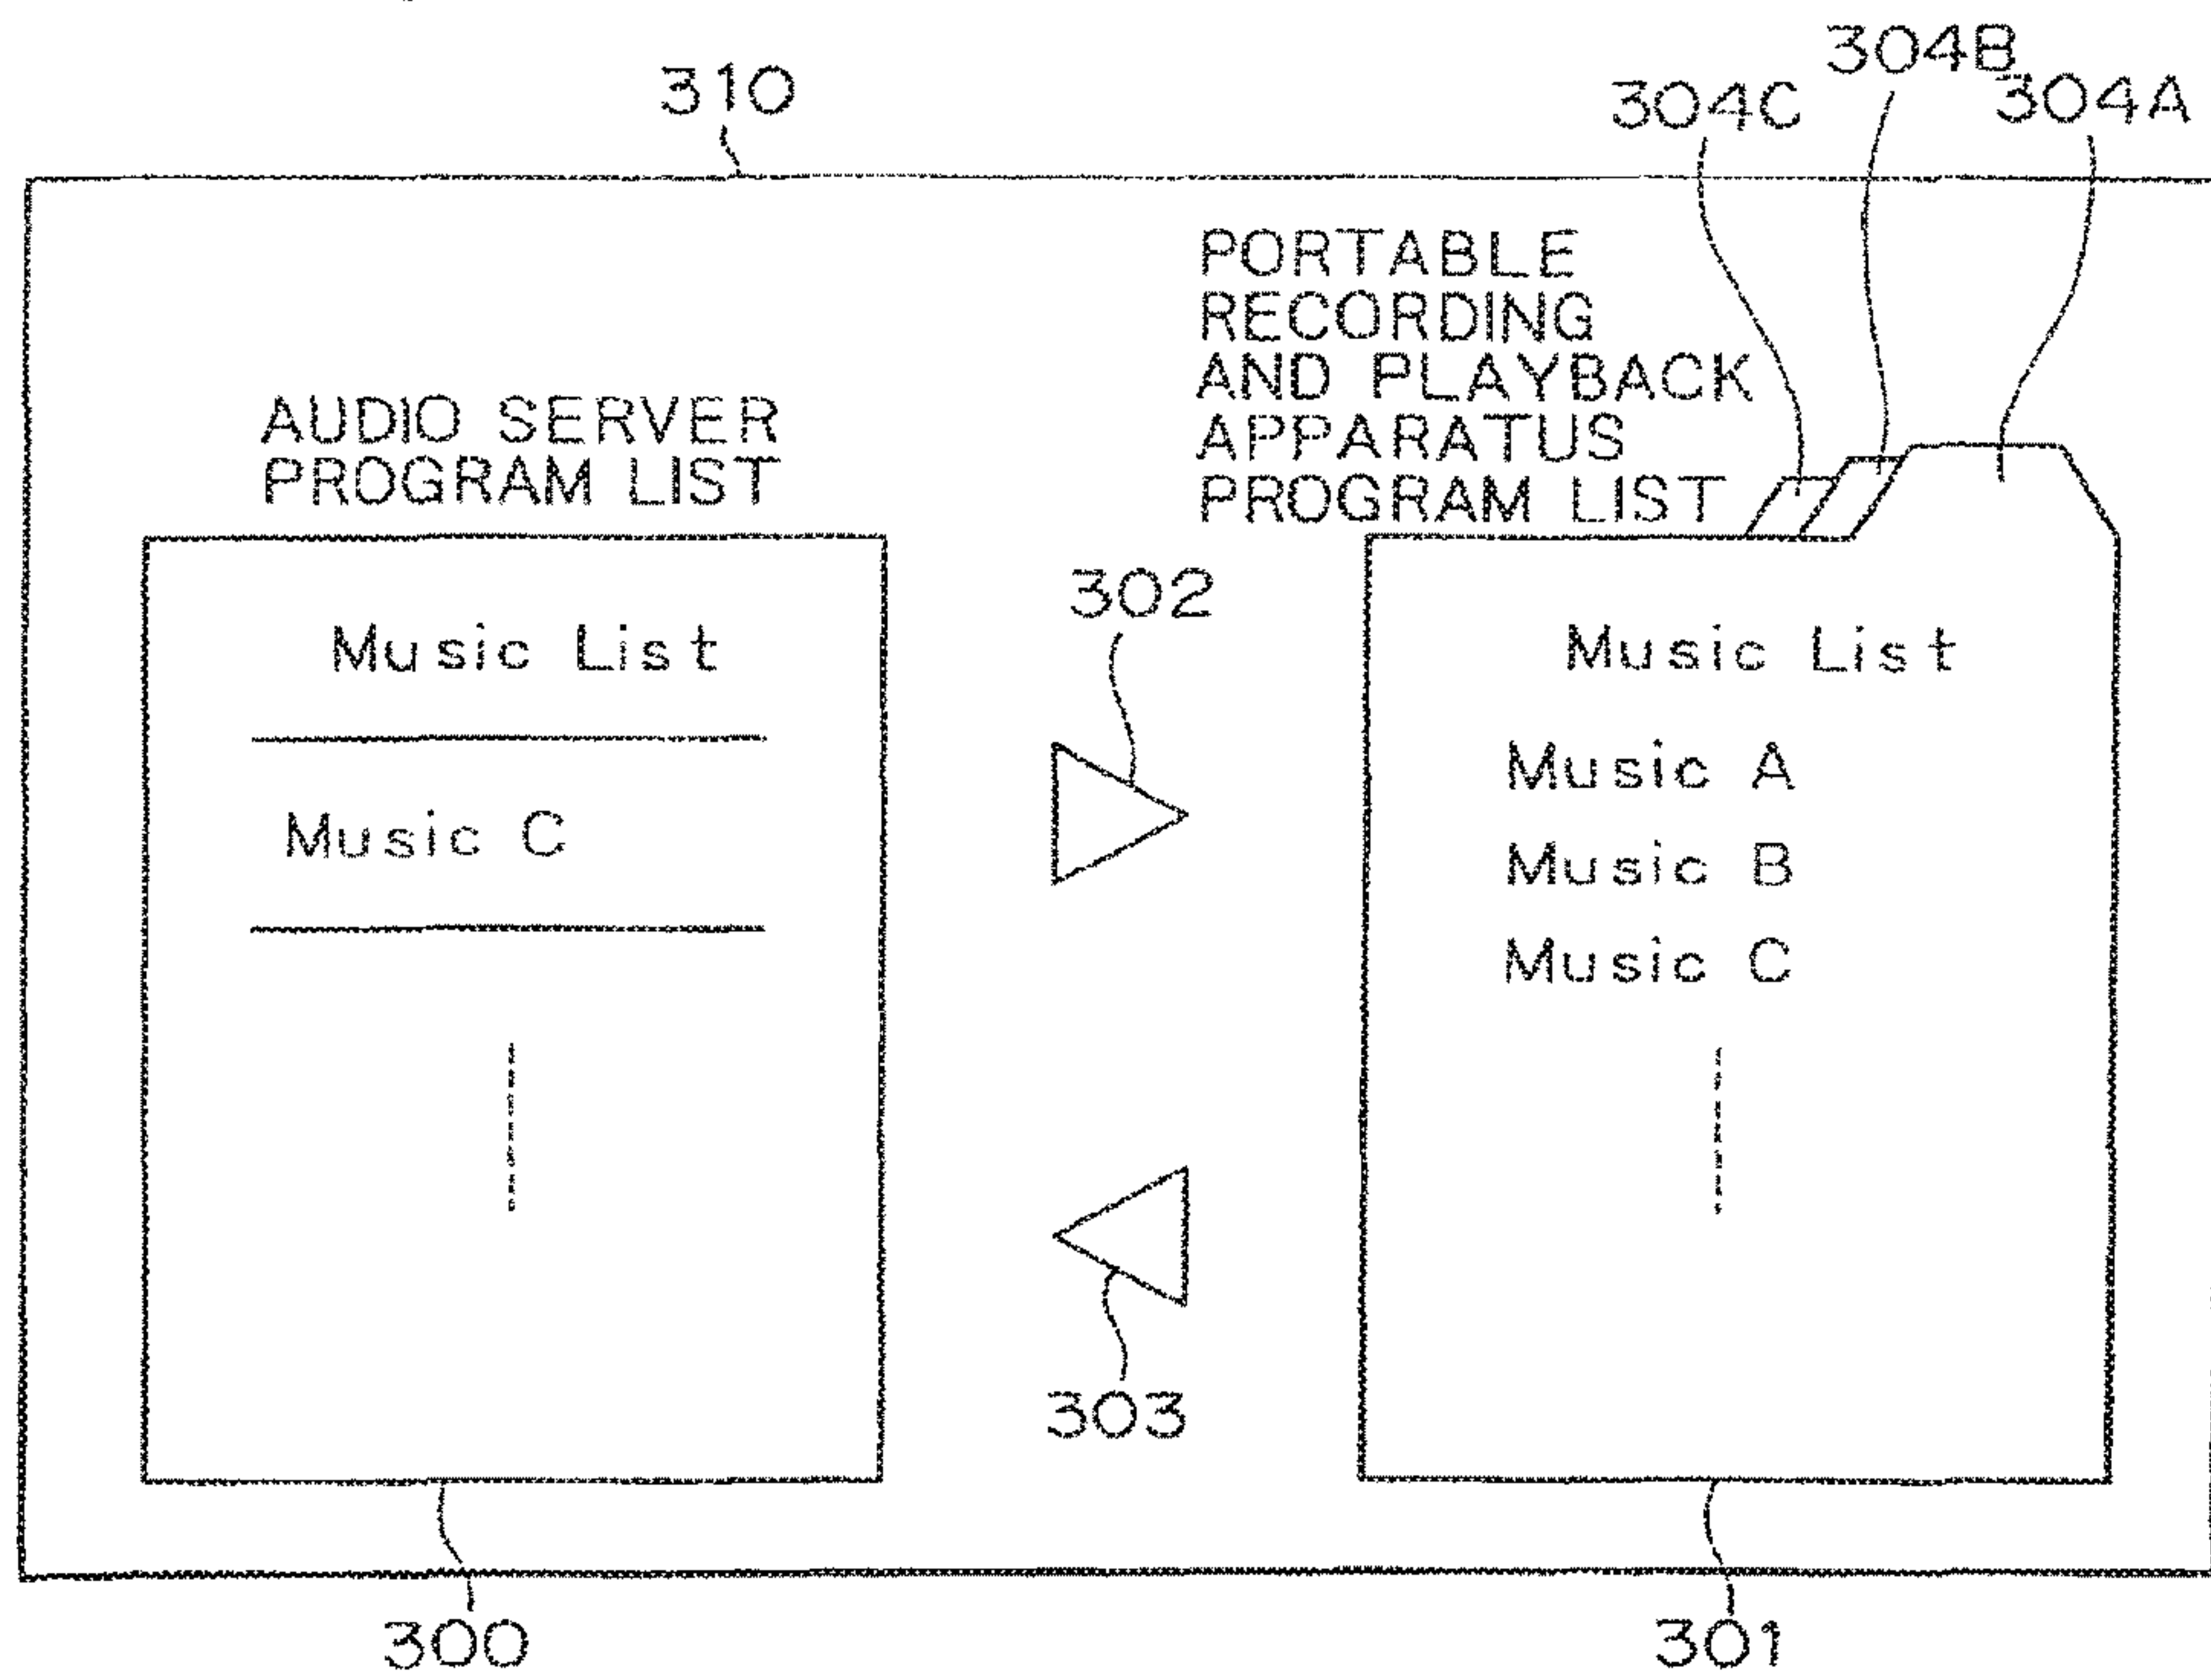 310
304C
304B
304A
PORTABLE
RECORDING
AND PLAYBACK
APPARATUS
PROGRAM LIST
AUDIO SERVER
PROGRAM LIST
302
Music List
Music C
Music List
Music A
Music B
Music C
303
300
301